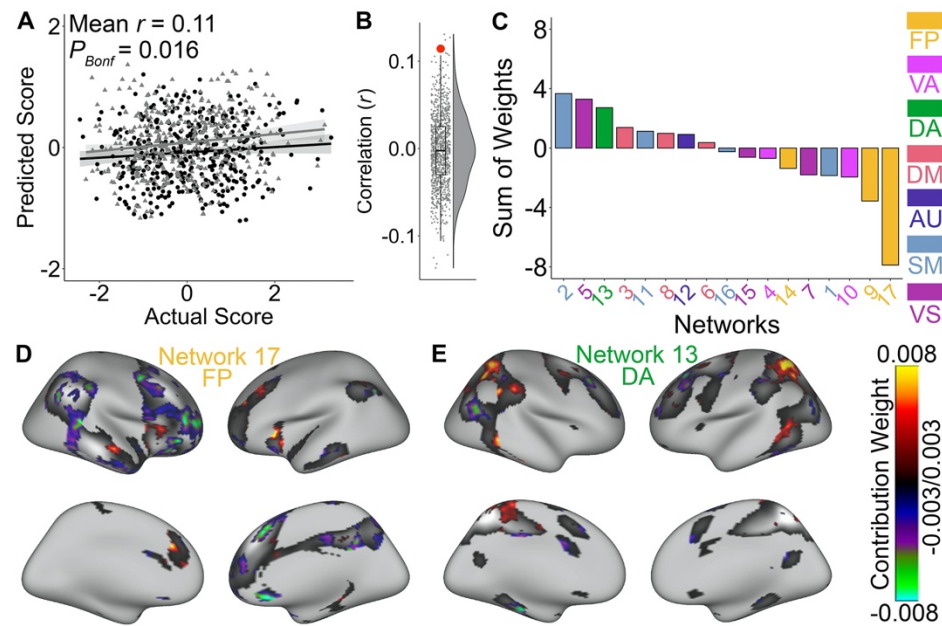 A
Mean r = 0.11
P_Bonf = 0.016
2
0
-2
Predicted Score
-2
0
2
Actual Score
B
0.1
0.0
-0.1
Correlation (r)
C
8
4
0
-4
-8
Sum of Weights
2 5 13 3 11 8 12 6 16 15 4 14 7 1 10 9 17
Networks
FP
VA
DA
DM
AU
SM
VS
D
Network 17
FP
E
Network 13
DA
0.008
-0.003/0.003
-0.008
Contribution Weight